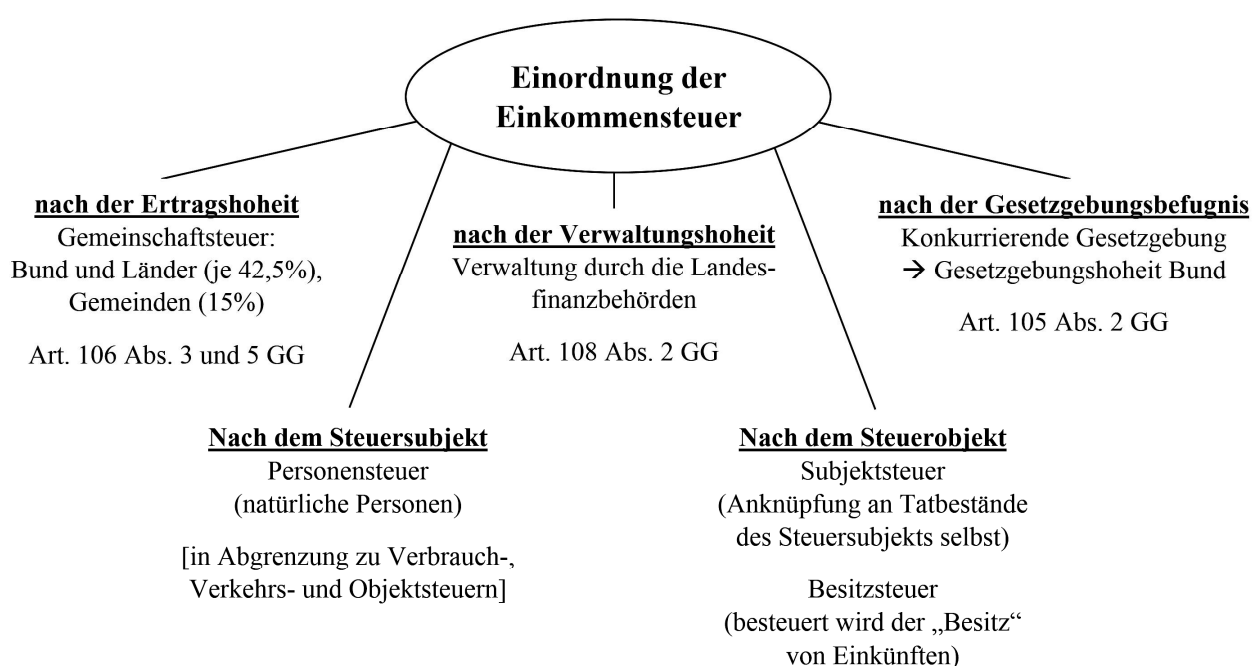 Einordnung der
Einkommensteuer
nach der Ertragshoheit
Gemeinschaftsteuer:
Bund und Länder (je 42,5%),
Gemeinden (15%)
Art. 106 Abs. 3 und 5 GG
nach der Verwaltungshoheit
Verwaltung durch die Landes-
finanzbehörden
Art. 108 Abs. 2 GG
nach der Gesetzgebungsbefugnis
Konkurrierende Gesetzgebung
→ Gesetzgebungshoheit Bund
Art. 105 Abs. 2 GG
Nach dem Steuersubjekt
Personensteuer
(natürliche Personen)
[in Abgrenzung zu Verbrauch-,
Verkehrs- und Objektsteuern]
Nach dem Steuerobjekt
Subjektsteuer
(Anknüpfung an Tatbestände
des Steuersubjekts selbst)
Besitzsteuer
(besteuert wird der „Besitz“
von Einkünften)